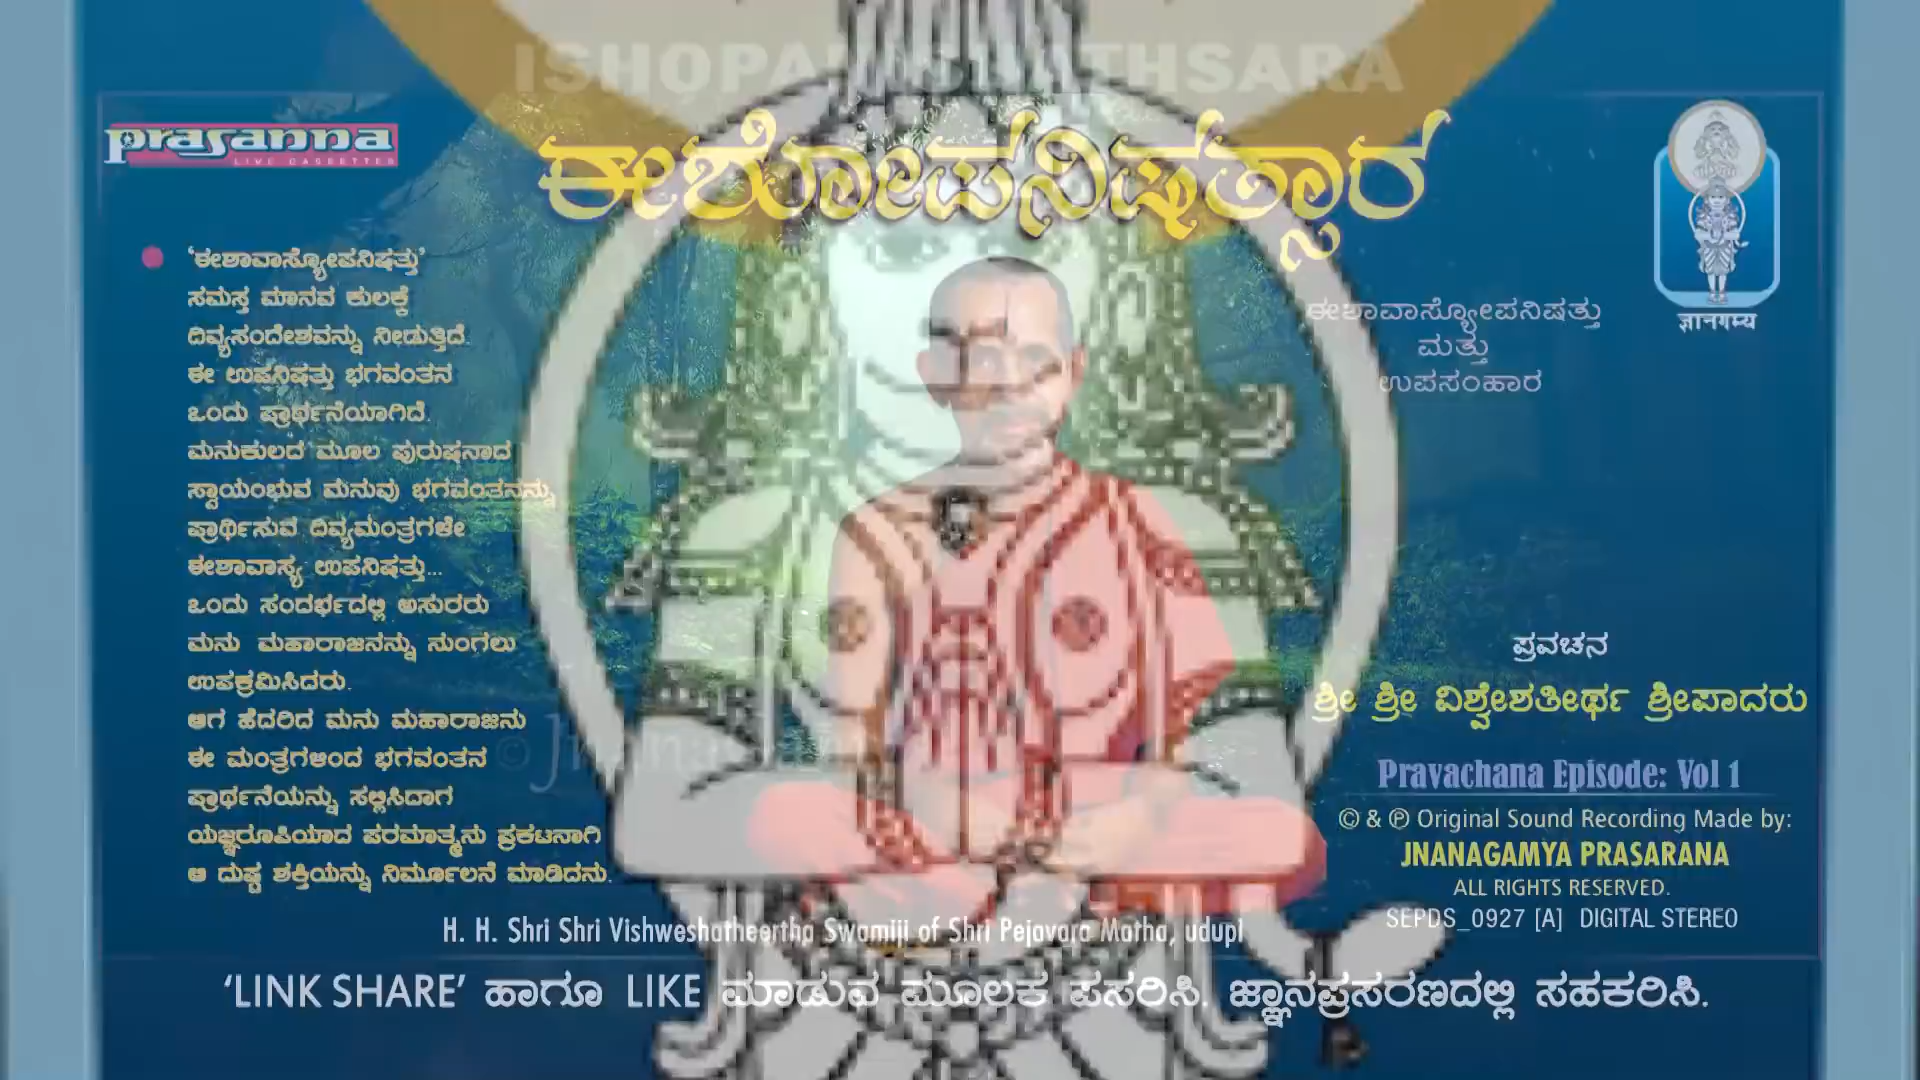 ISHOPANISHATHSARA
prasanna
LIVE CASSETTES
ಈಶೋಪನಿಷತ್ಸಾರ
ज्ञानगम्य
‘ಈಶಾವಾಸ್ಯೋಪನಿಷತ್ತು’
ಸಮಸ್ತ ಮಾನವ ಕುಲಕ್ಕೆ
ದಿವ್ಯಸಂದೇಶವನ್ನು ನೀಡುತ್ತಿದೆ.
ಈ ಉಪನಿಷತ್ತು ಭಗವಂತನ
ಒಂದು ಪ್ರಾರ್ಥನೆಯಾಗಿದೆ.
ಮನುಕುಲದ ಮೂಲ ಪುರುಷನಾದ
ಸ್ವಾಯಂಭುವ ಮನುವು ಭಗವಂತನನ್ನು
ಪ್ರಾರ್ಥಿಸುವ ದಿವ್ಯಮಂತ್ರಗಳೇ
ಈಶಾವಾಸ್ಯ ಉಪನಿಷತ್ತು...
ಒಂದು ಸಂದರ್ಭದಲ್ಲಿ ಅಸುರರು
ಮನು ಮಹಾರಾಜನನ್ನು ನುಂಗಲು
ಉಪಕ್ರಮಿಸಿದರು.
ಆಗ ಹೆದರಿದ ಮನು ಮಹಾರಾಜನು
ಈ ಮಂತ್ರಗಳಿಂದ ಭಗವಂತನ
ಪ್ರಾರ್ಥನೆಯನ್ನು ಸಲ್ಲಿಸಿದಾಗ
ಯಜ್ಞರೂಪಿಯಾದ ಪರಮಾತ್ಮನು ಪ್ರಕಟನಾಗಿ
ಆ ದುಷ್ಟ ಶಕ್ತಿಯನ್ನು ನಿರ್ಮೂಲನೆ ಮಾಡಿದನು.
ಈಶಾವಾಸ್ಯೋಪನಿಷತ್ತು
ಮತ್ತು
ಉಪಸಂಹಾರ
ಪ್ರವಚನ
ಶ್ರೀ ಶ್ರೀ ವಿಶ್ವೇಶತೀರ್ಥ ಶ್ರೀಪಾದರು
Pravachana Episode: Vol 1
© & ℗ Original Sound Recording Made by:
JNANAGAMYA PRASARANA
ALL RIGHTS RESERVED.
SEPDS_0927 [A] DIGITAL STEREO
H. H. Shri Shri Vishweshatheertha Swamiji of Shri Pejavara Matha, udupi
‘LINK SHARE’ ಹಾಗೂ LIKE ಮಾಡುವ ಮೂಲಕ ಪಸರಿಸಿ. ಜ್ಞಾನಪ್ರಸರಣದಲ್ಲಿ ಸಹಕರಿಸಿ.